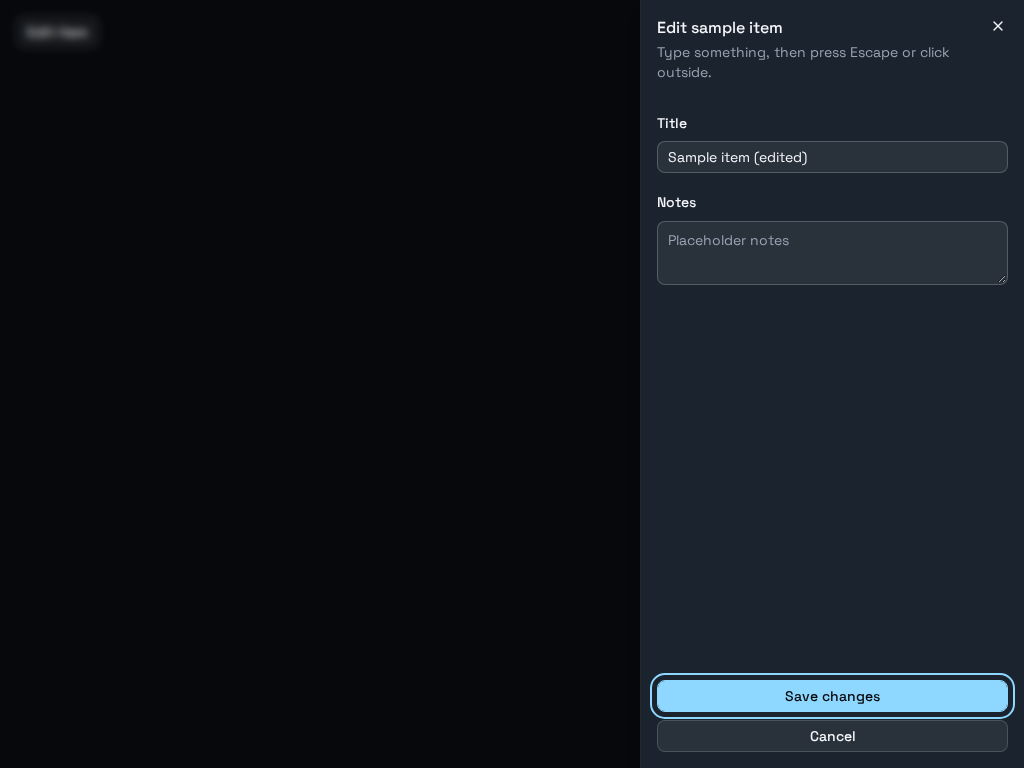 Edit sample item
Type something, then press Escape or click
outside.
Title
Sample item (edited)
Notes
Placeholder notes
Save changes
Cancel